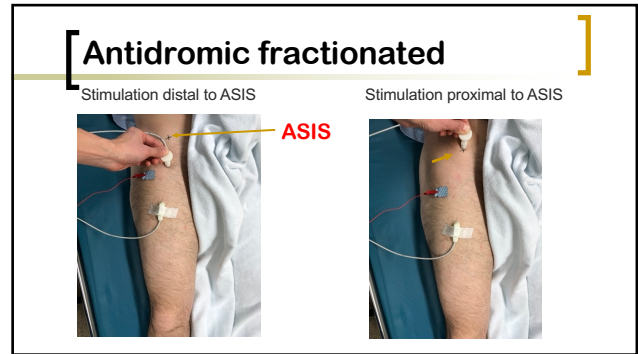 Antidromic fractionated
Stimulation distal to ASIS
Stimulation proximal to ASIS
ASIS